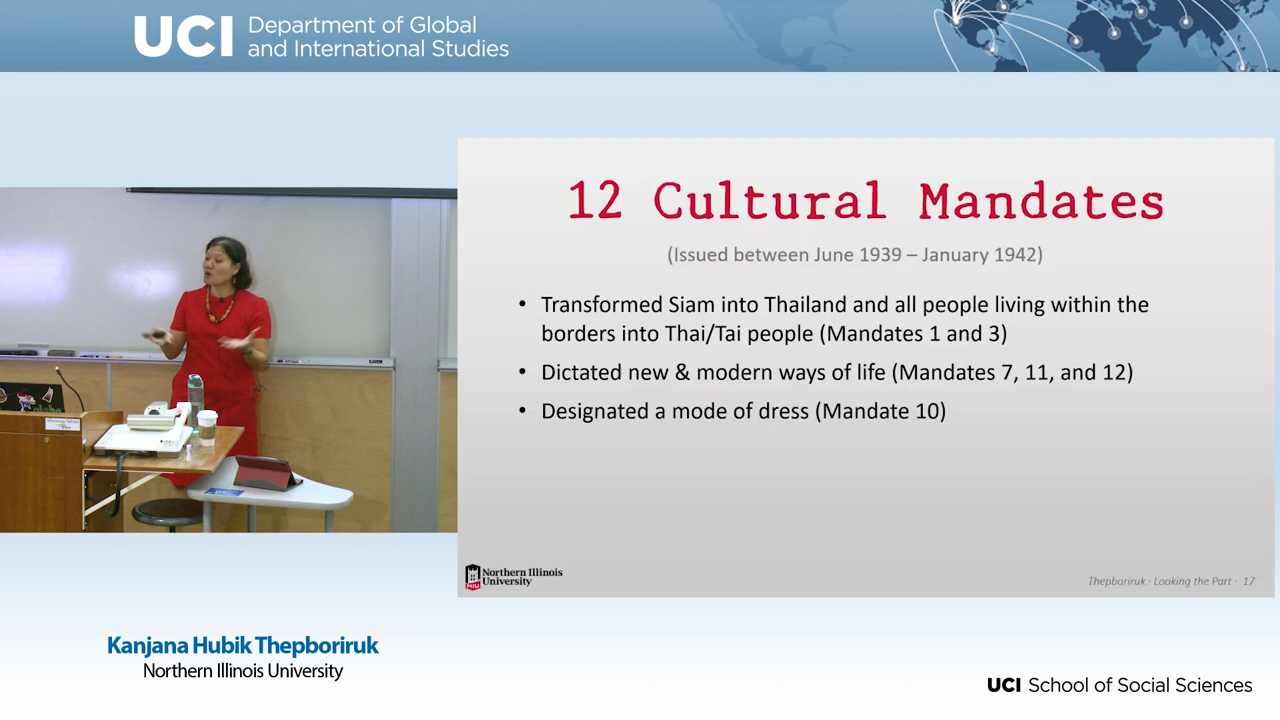 UCI Department of Global
and International Studies
12 Cultural Mandates
(Issued between June 1939 – January 1942)
• Transformed Siam into Thailand and all people living within the
borders into Thai/Tai people (Mandates 1 and 3)
• Dictated new & modern ways of life (Mandates 7, 11, and 12)
• Designated a mode of dress (Mandate 10)
NIU
Northern Illinois
University
Thepboriruk · Looking the Part · 17
Kanjana Hubik Thepboriruk
Northern Illinois University
UCI School of Social Sciences